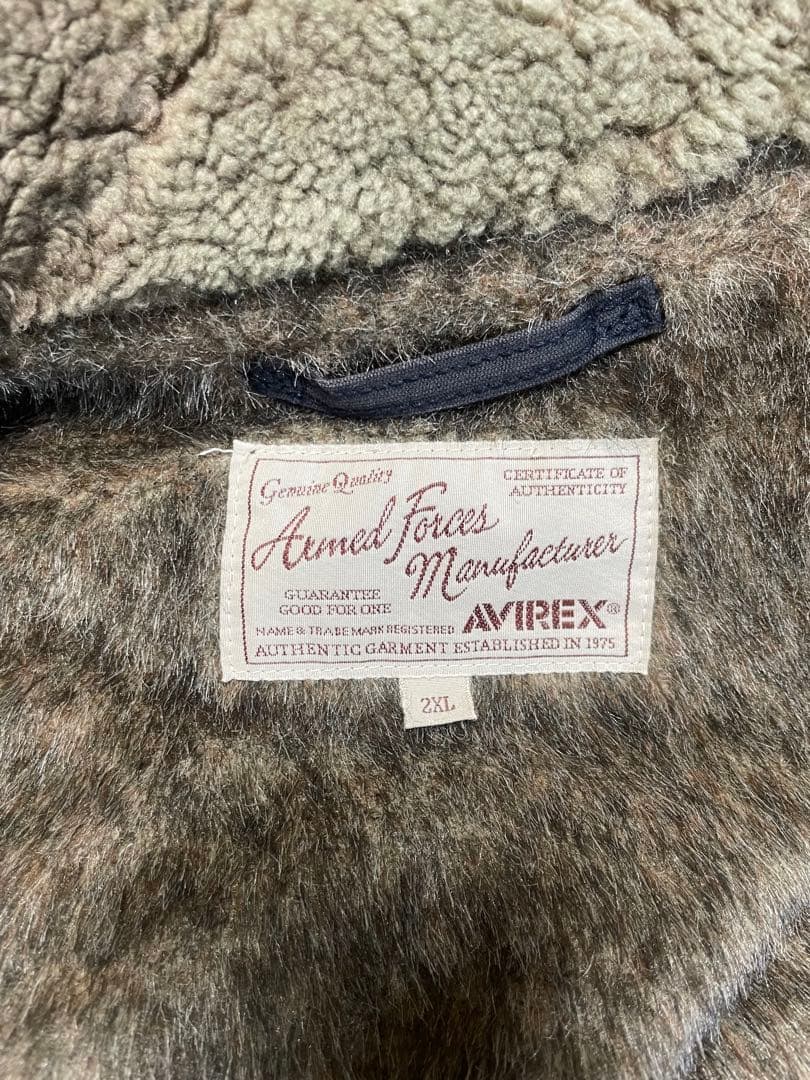 Genuine Quality
CERTIFICATE OF
AUTHENTICITY
Armed Forces
Manufacturer
GUARANTEE
GOOD FOR ONE
NAME & TRADE MARK REGISTERED
AVIREX®
AUTHENTIC GARMENT ESTABLISHED IN 1975
2XL